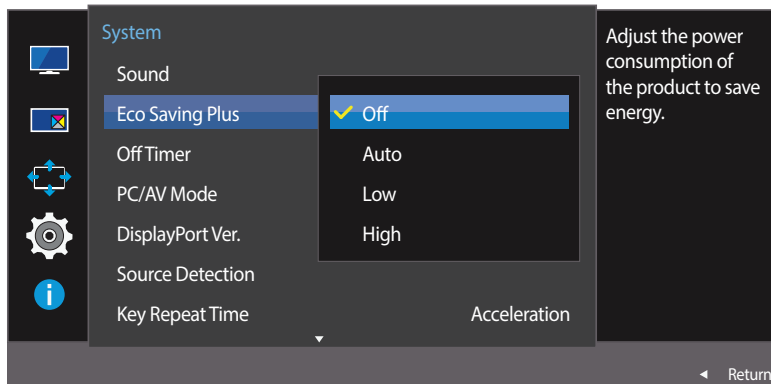 System
Sound
Eco Saving Plus
Off
Off Timer
Auto
PC/AV Mode
Low
DisplayPort Ver.
High
Source Detection
Key Repeat Time
Acceleration
Adjust the power
consumption of
the product to save
energy.
Return